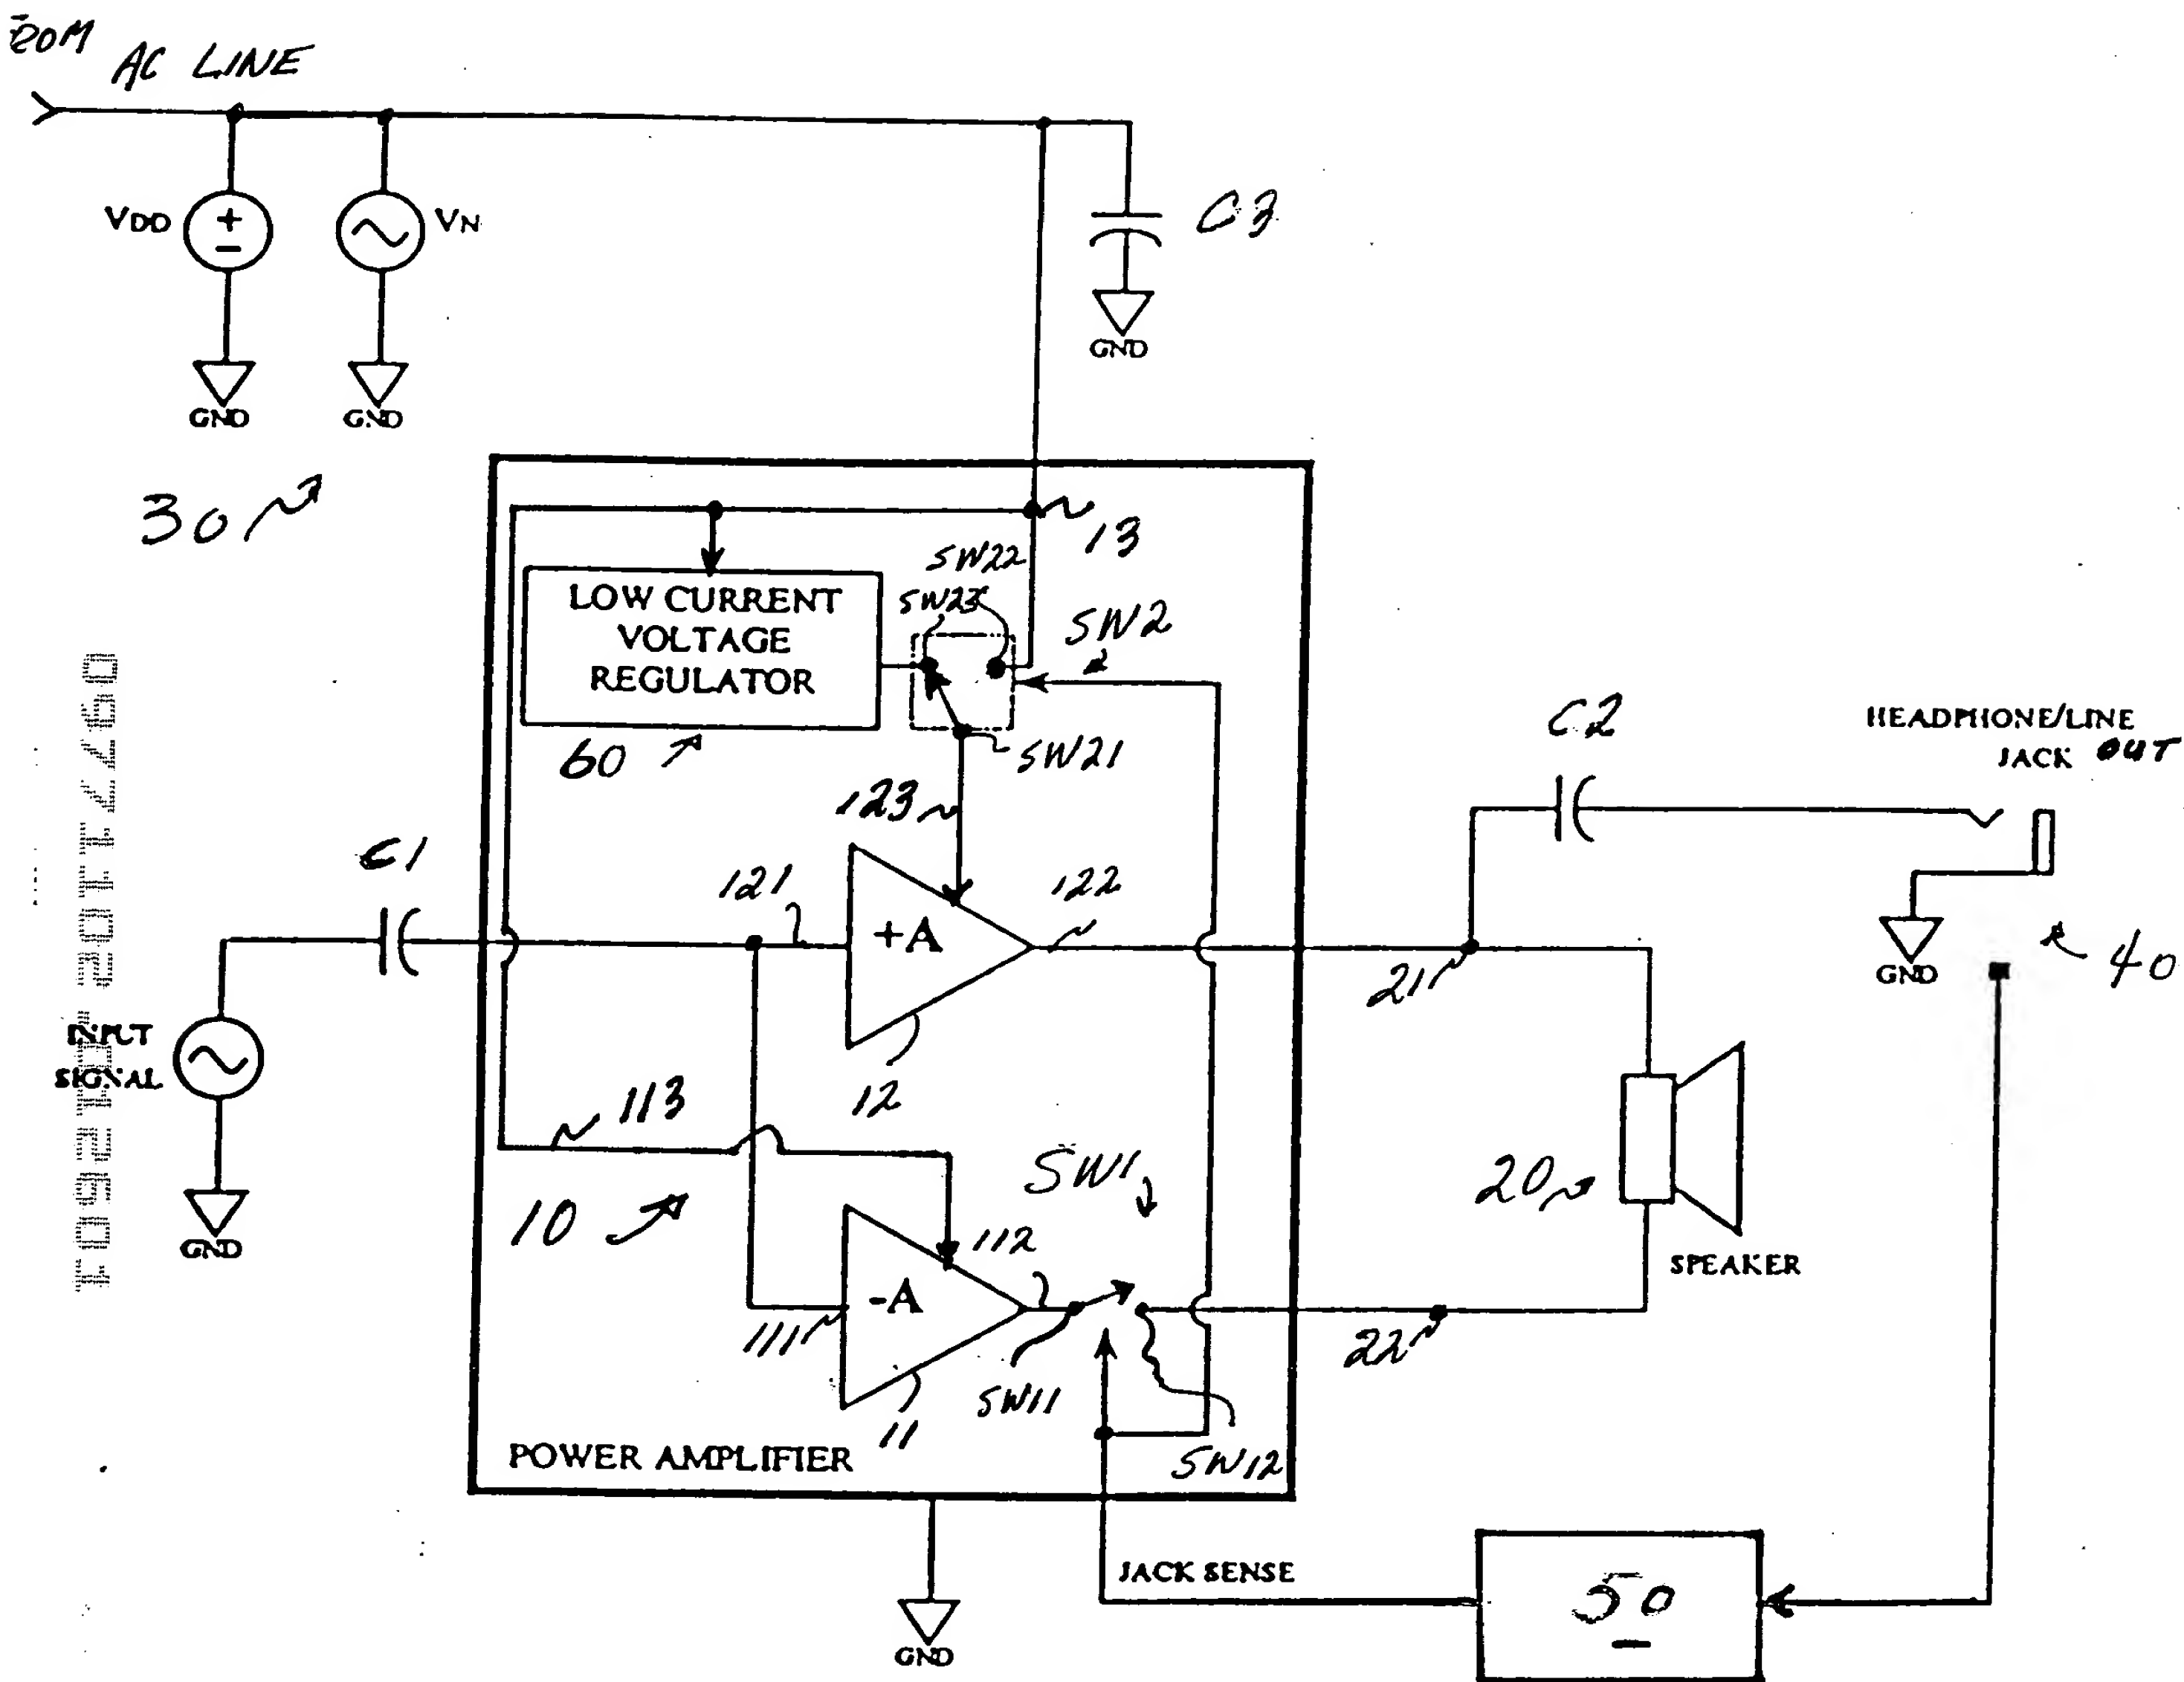 AC LINE
VDD
VN
C3
GND
GND
GND
30
13
SW22
SW23
SW2
LOW CURRENT
VOLTAGE
REGULATOR
60
SW21
C2
HEADPHONE/LINE
JACK OUT
123
C1
121
122
+A
21
GND
40
INPUT
SIGNAL
12
113
SW1
20
10
112
GND
-A
SPEAKER
111
22
SW11
11
SW12
POWER AMPLIFIER
JACK SENSE
50
GND